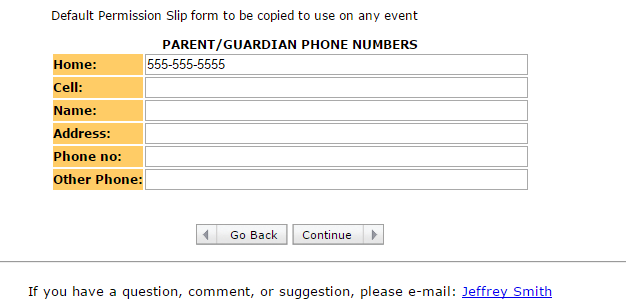 Default Permission Slip form to be copied to use on any event
PARENT/GUARDIAN PHONE NUMBERS
Home: 555-555-5555
Cell:
Name:
Address:
Phone no:
Other Phone:
Go Back Continue
If you have a question, comment, or suggestion, please e-mail: Jeffrey Smith